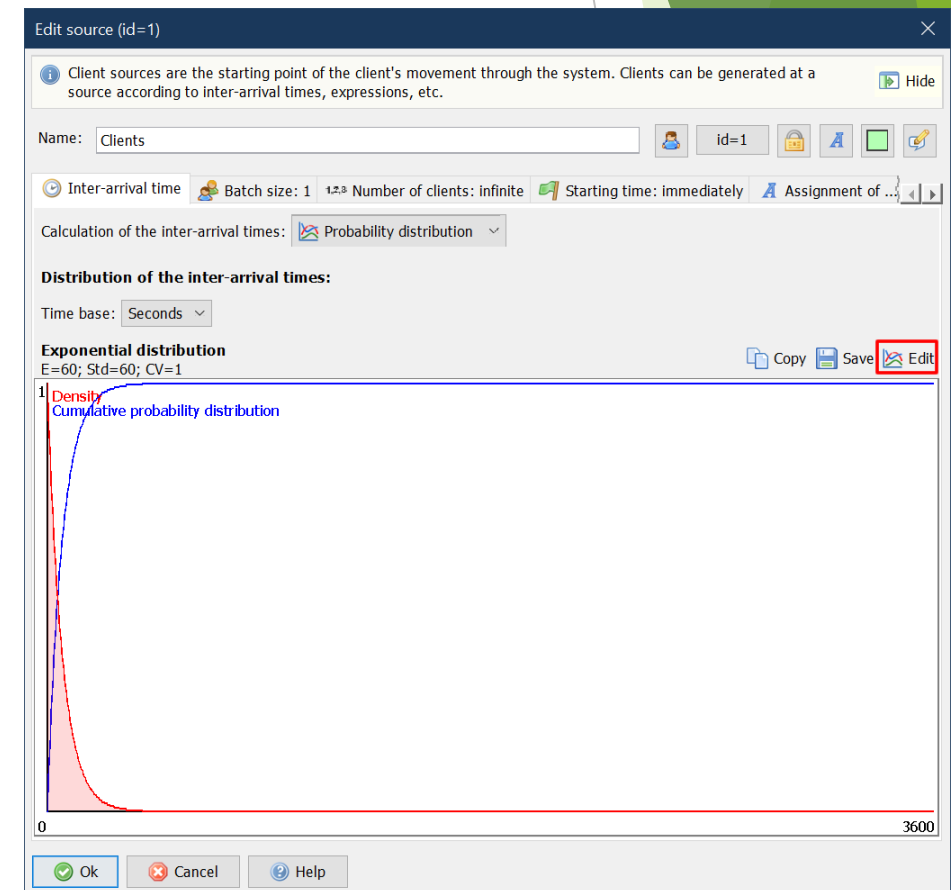 Edit source (id=1)
Client sources are the starting point of the client's movement through the system. Clients can be generated at a
source according to inter-arrival times, expressions, etc.
Hide
Name: Clients id=1 A
Inter-arrival time Batch size: 1 1,2,3 Number of clients: infinite Starting time: immediately A Assignment of ...
Calculation of the inter-arrival times: Probability distribution
Distribution of the inter-arrival times:
Time base: Seconds
Exponential distribution
E=60; Std=60; CV=1
Copy Save Edit
1
Density
Cumulative probability distribution
0 3600
Ok Cancel Help